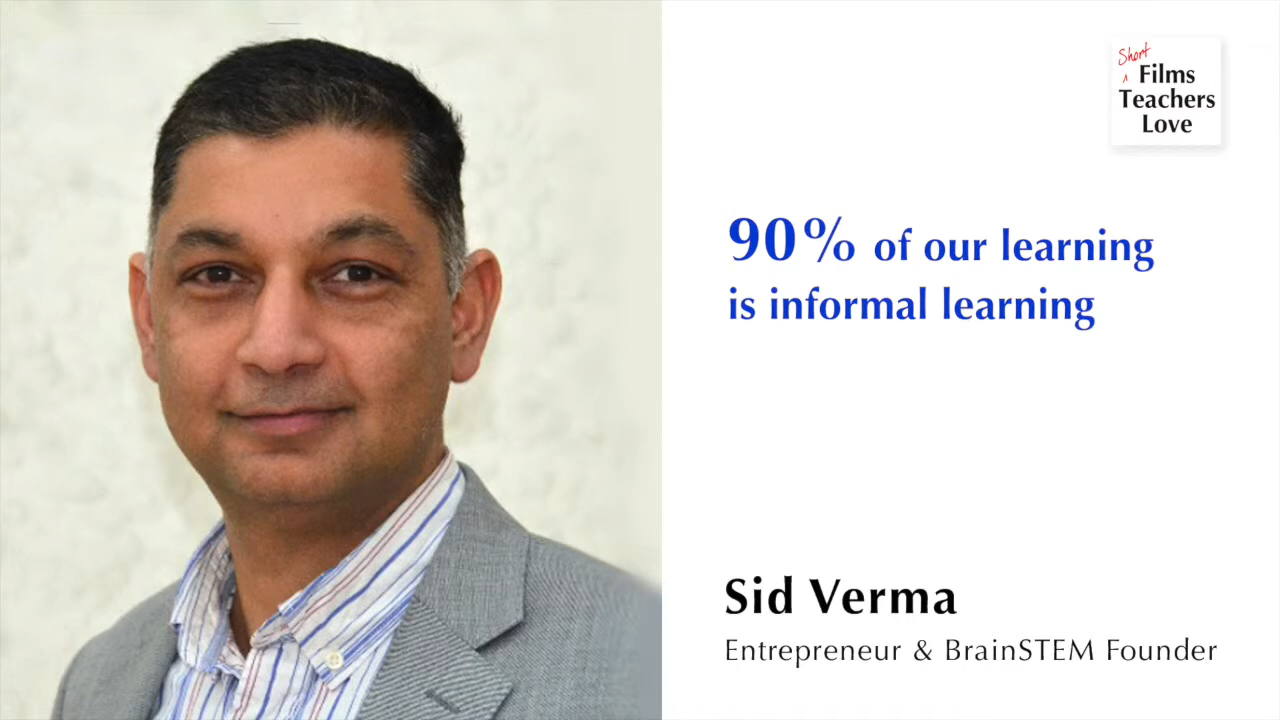 Short
Films
Teachers
Love
90% of our learning
is informal learning
Sid Verma
Entrepreneur & BrainSTEM Founder